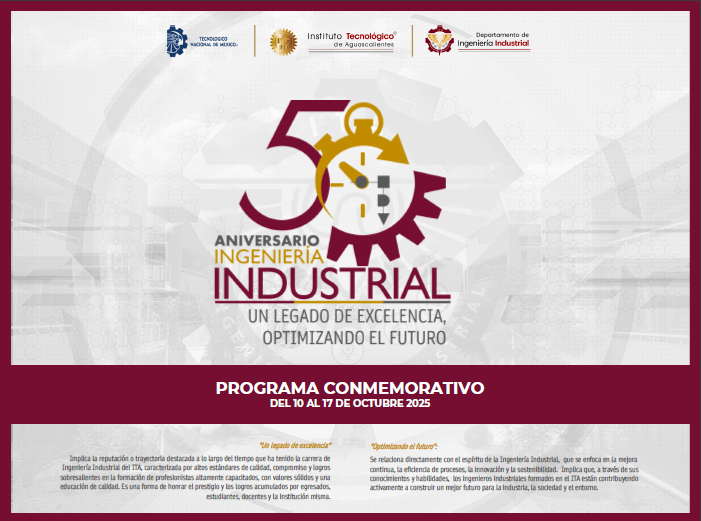 TECNOLÓGICO
NACIONAL DE MÉXICO
Instituto Tecnológico
de Aguascalientes
Departamento de
Ingeniería Industrial
50
ANIVERSARIO
INGENIERÍA
INDUSTRIAL
UN LEGADO DE EXCELENCIA,
OPTIMIZANDO EL FUTURO
PROGRAMA CONMEMORATIVO
DEL 10 AL 17 DE OCTUBRE 2025
"Un legado de excelencia"
Implica la reputación o trayectoria destacada a lo largo del tiempo que ha tenido la carrera de
Ingeniería Industrial del ITA, caracterizada por altos estándares de calidad, compromiso y logros
sobresalientes en la formación de profesionistas altamente capacitados, con valores sólidos y una
educación de calidad. Es una forma de honrar el prestigio y los logros acumulados por egresados,
estudiantes, docentes y la institución misma.
"Optimizando el futuro":
Se relaciona directamente con el espíritu de la Ingeniería Industrial, que se enfoca en la mejora
continua, la eficiencia de procesos, la innovación y la sostenibilidad. Implica que, a través de sus
conocimientos y habilidades, los ingenieros industriales formados en el ITA están contribuyendo
activamente a construir un mejor futuro para la industria, la sociedad y el entorno.